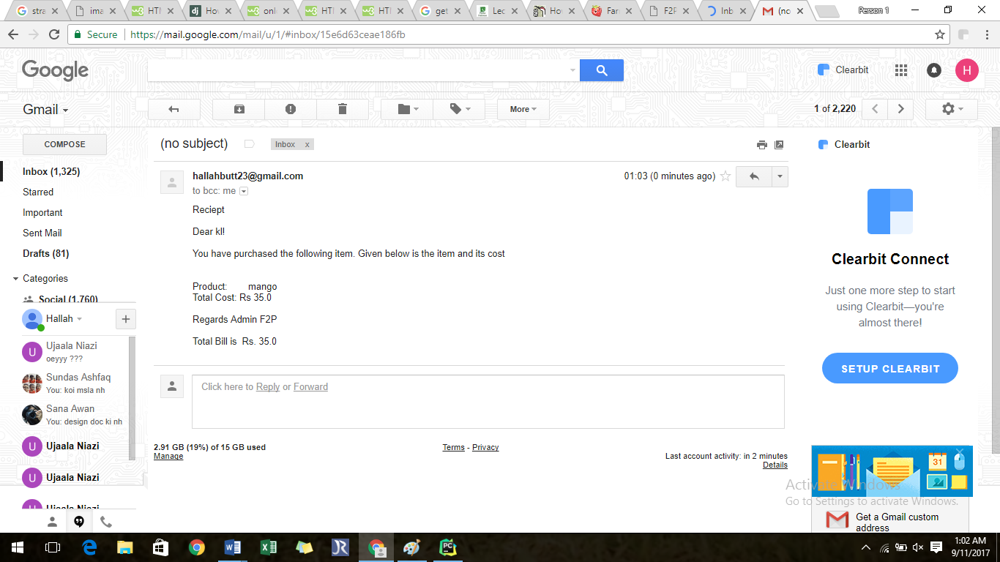 stra
ima
HTI
Hov
onl
HTI
HTI
get
Lec
Hov
Farr
F2P
Inb
(no
Person 1
Secure https://mail.google.com/mail/u/1/#inbox/15e6d63ceae186fb
Google
Clearbit
H
Gmail
More
1 of 2,220
COMPOSE
(no subject)
Inbox x
Clearbit
Inbox (1,325)
Starred
Important
Sent Mail
Drafts (81)
Categories
Social (1,760)
hallahbutt23@gmail.com
01:03 (0 minutes ago)
to bcc: me
Reciept
Dear kl!
You have purchased the following item. Given below is the item and its cost
Product: mango
Total Cost: Rs 35.0
Regards Admin F2P
Total Bill is Rs. 35.0
Clearbit Connect
Just one more step to start
using Clearbit—you're
almost there!
SETUP CLEARBIT
Hallah
U
Ujaala Niazi
oeyyy ???
Sundas Ashfaq
You: koi msla nh
Sana Awan
You: design doc ki nh
U
Ujaala Niazi
U
Ujaala Niazi
Ujaala Niazi
Click here to Reply or Forward
2.91 GB (19%) of 15 GB used
Manage
Terms - Privacy
Last account activity: in 2 minutes
Details
31
Activate Windows
Go to Settings to activate Windows.
Get a Gmail custom
address
1:02 AM
9/11/2017